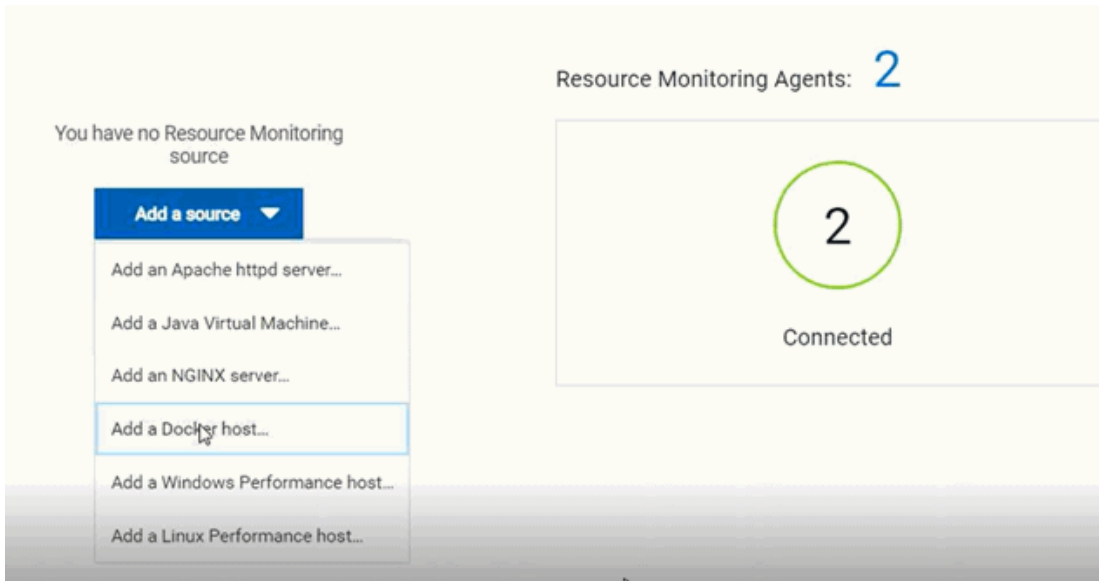 Resource Monitoring Agents: 2
You have no Resource Monitoring
source
Add a source
2
Add an Apache httpd server...
Add a Java Virtual Machine...
Connected
Add an NGINX server...
Add a Docker host...
Add a Windows Performance host...
Add a Linux Performance host...